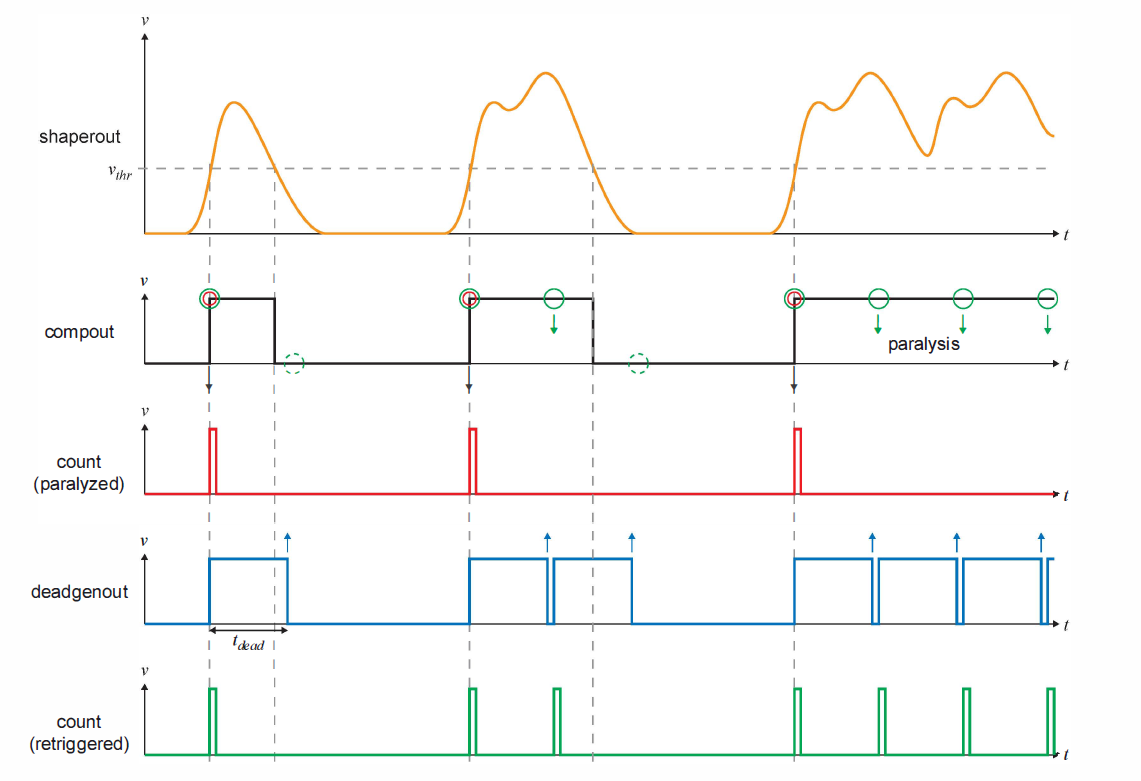 v
shaperout
v_thr
t
v
compout
paralysis
t
v
count
(paralyzed)
t
v
deadgenout
t
t_dead
v
count
(retriggered)
t